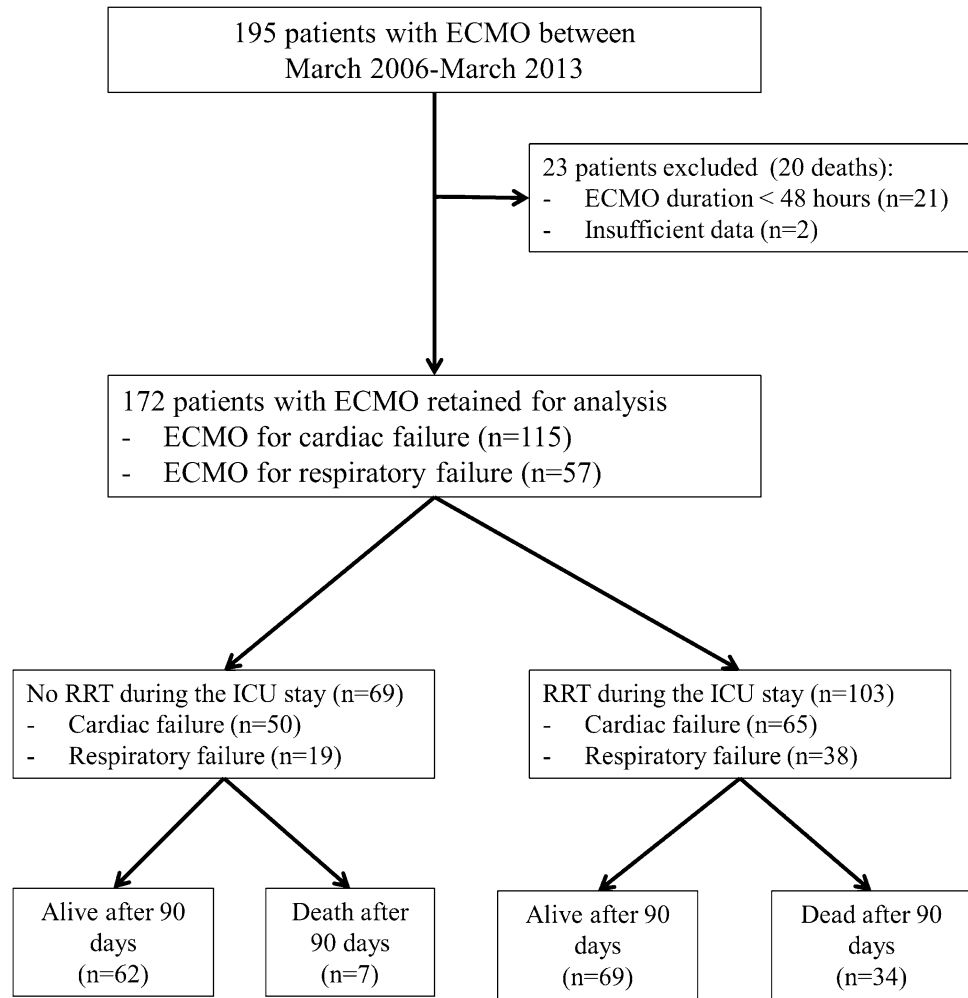 195 patients with ECMO between
March 2006-March 2013
23 patients excluded (20 deaths):
- ECMO duration < 48 hours (n=21)
- Insufficient data (n=2)
172 patients with ECMO retained for analysis
- ECMO for cardiac failure (n=115)
- ECMO for respiratory failure (n=57)
No RRT during the ICU stay (n=69)
- Cardiac failure (n=50)
- Respiratory failure (n=19)
RRT during the ICU stay (n=103)
- Cardiac failure (n=65)
- Respiratory failure (n=38)
Alive after 90
days
(n=62)
Death after
90 days
(n=7)
Alive after 90
days
(n=69)
Dead after 90
days
(n=34)